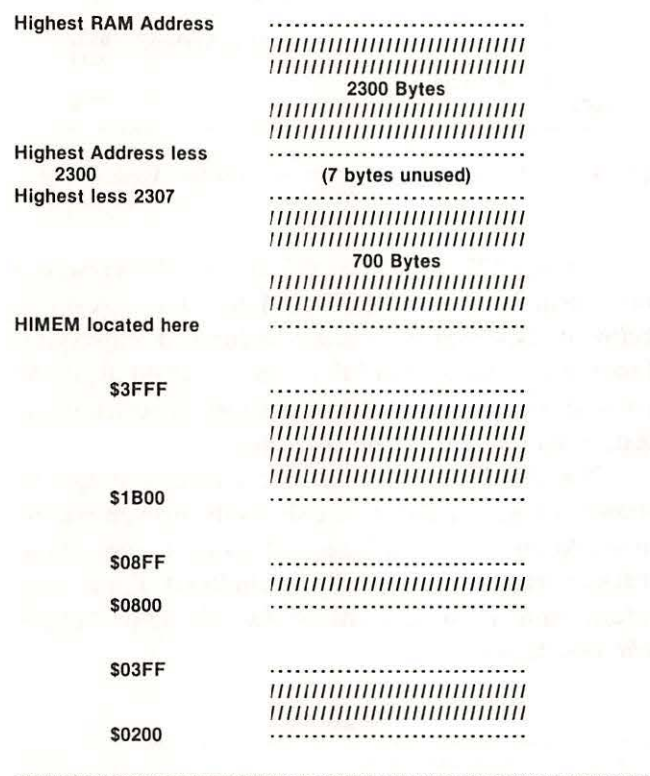 Highest RAM Address ..............................
////////////////////////////////
////////////////////////////////
2300 Bytes
////////////////////////////////
////////////////////////////////
Highest Address less ..............................
2300 (7 bytes unused)
Highest less 2307 ..............................
////////////////////////////////
////////////////////////////////
700 Bytes
////////////////////////////////
////////////////////////////////
HIMEM located here ..............................
$3FFF ..............................
////////////////////////////////
////////////////////////////////
////////////////////////////////
////////////////////////////////
$1B00 ..............................
$08FF ..............................
////////////////////////////////
$0800 ..............................
$03FF ..............................
////////////////////////////////
////////////////////////////////
$0200 ..............................